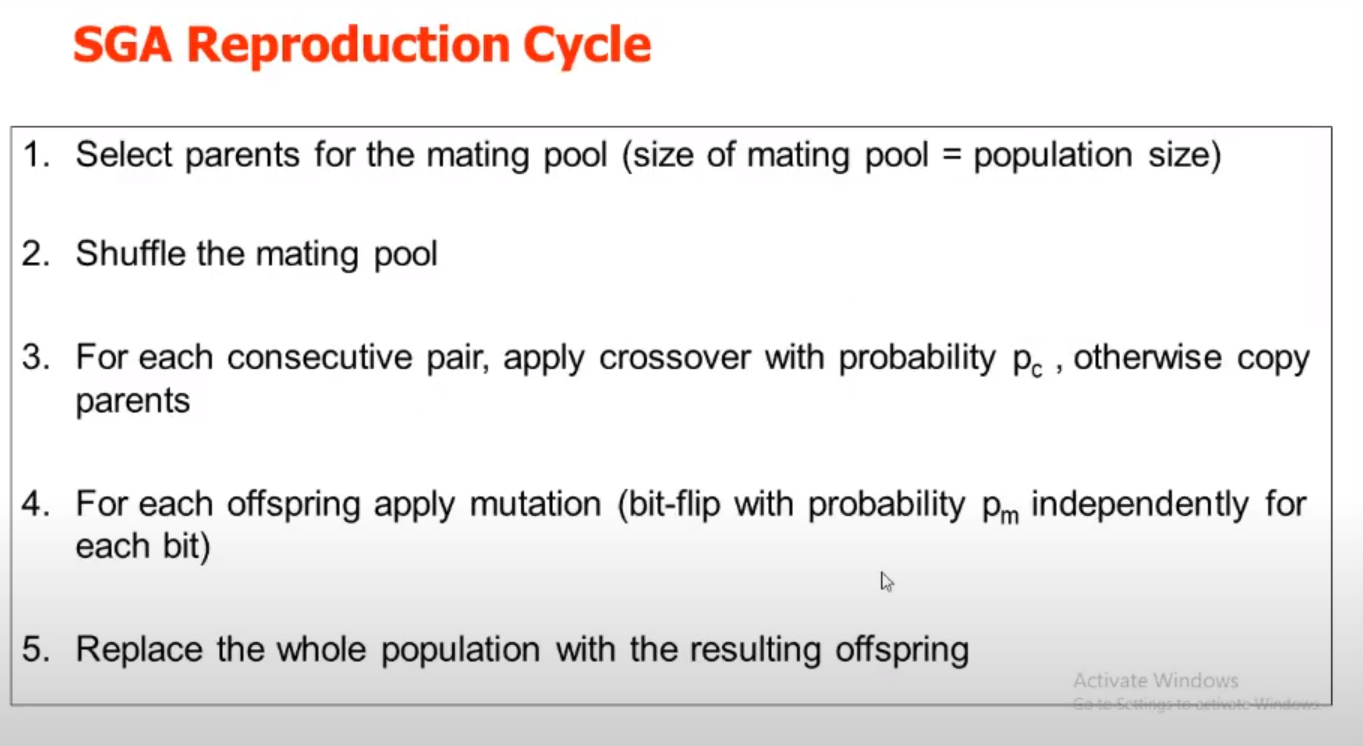 SGA Reproduction Cycle
1. Select parents for the mating pool (size of mating pool = population size)
2. Shuffle the mating pool
3. For each consecutive pair, apply crossover with probability pc , otherwise copy
parents
4. For each offspring apply mutation (bit-flip with probability pm independently for
each bit)
5. Replace the whole population with the resulting offspring
Activate Windows
Go to Settings to activate Windows.